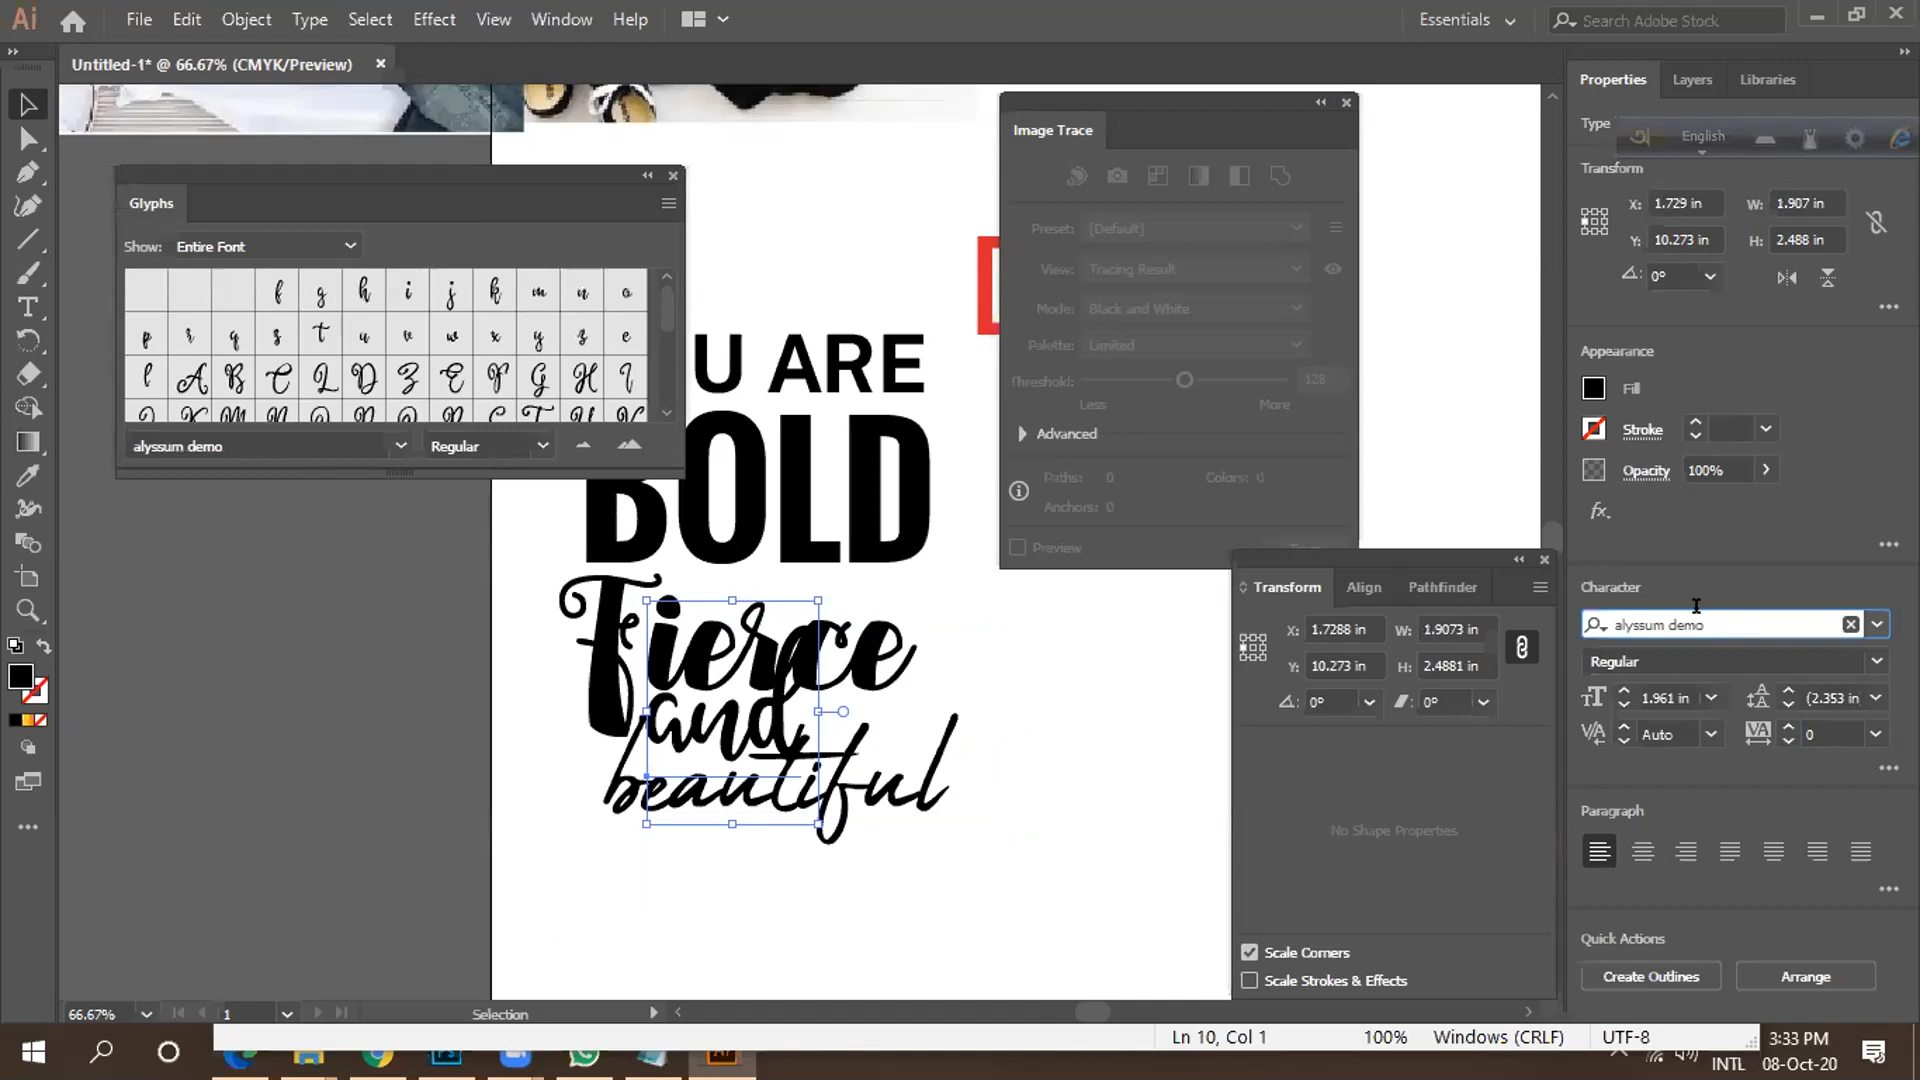 Ai File Edit Object Type Select Effect View Window Help Essentials Search Adobe Stock
Untitled-1* @ 66.67% (CMYK/Preview)
Properties Layers Libraries
Type English
Transform
X: 1.729 in W: 1.907 in
Y: 10.273 in H: 2.488 in
0°
Appearance
Fill
Stroke
Opacity 100%
fx.
Character
alyssum demo
Regular
1.961 in (2.353 in
Auto 0
Paragraph
Quick Actions
Create Outlines Arrange
Glyphs
Show: Entire Font
f g h i j k m n o
p r q s T u v w x y z e
alyssum demo Regular
Image Trace
Preset: [Default]
View: Tracing Result
Mode: Black and White
Palette: Limited
Threshold: 128
Less More
Advanced
Paths: 0 Colors: 0
Anchors: 0
Preview
Transform Align Pathfinder
X: 1.7288 in W: 1.9073 in
Y: 10.273 in H: 2.4881 in
0° 0°
No Shape Properties
Scale Corners
Scale Strokes & Effects
U ARE
BOLD
Fierce
and
beautiful
66.67% 1 Selection
Ln 10, Col 1 100% Windows (CRLF) UTF-8
3:33 PM
INTL 08-Oct-20